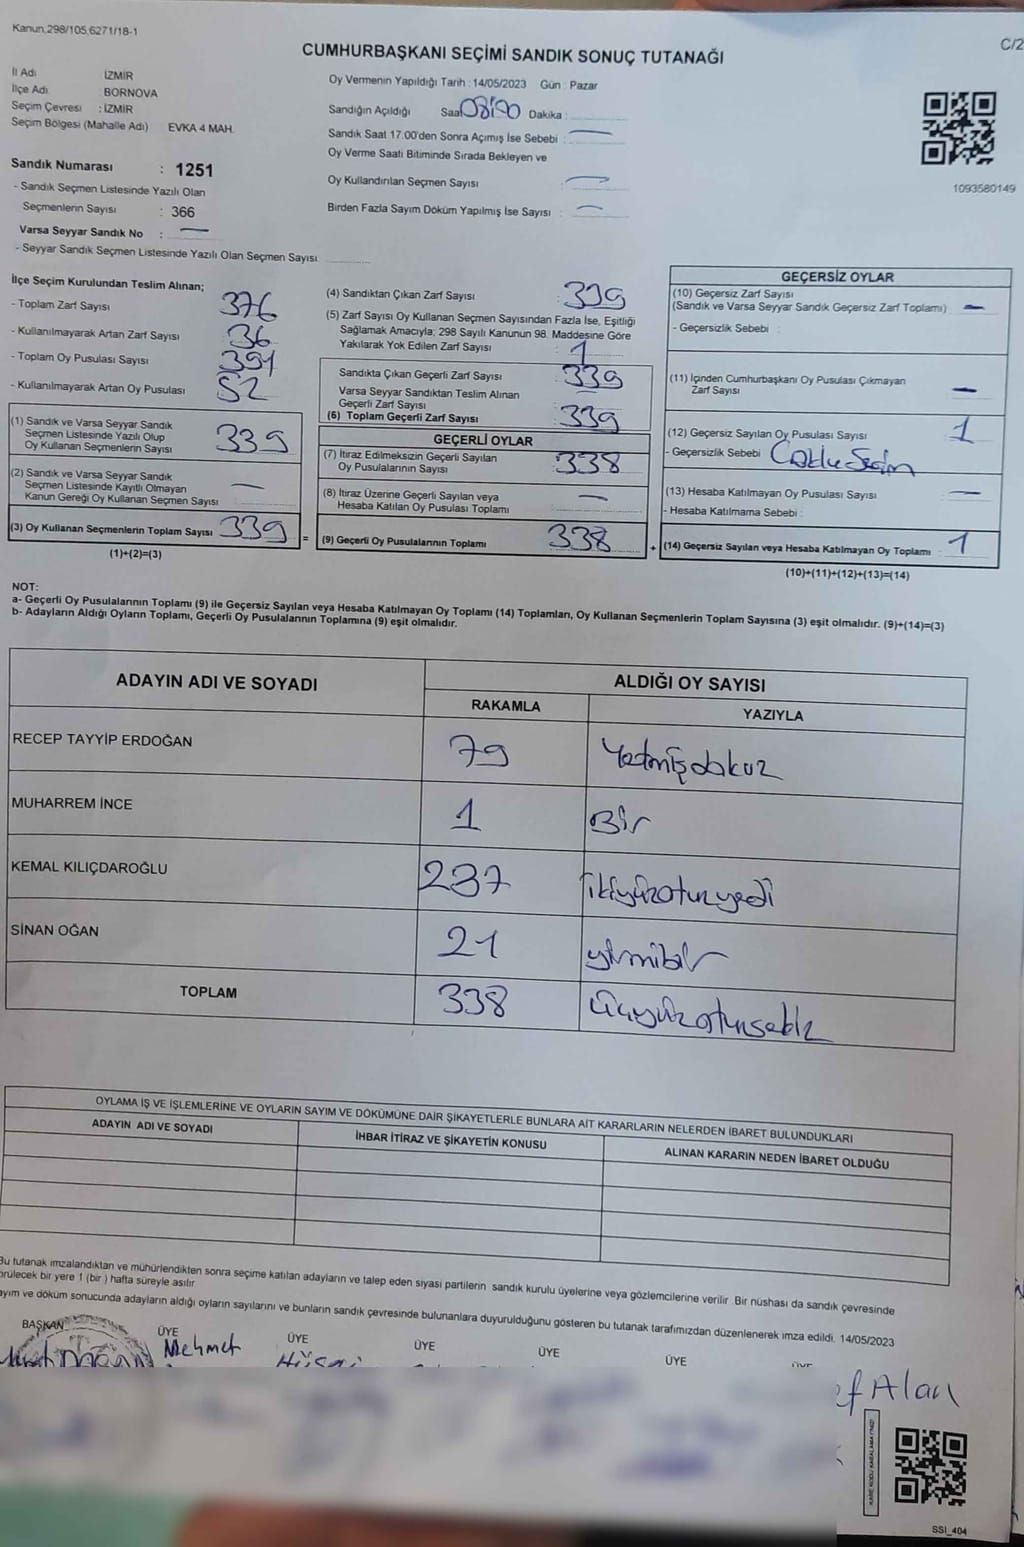 Kanun,298/105,6271/18-1
C/2
CUMHURBAŞKANI SEÇİMİ SANDIK SONUÇ TUTANAĞI
İl Adı İZMİR
İlçe Adı BORNOVA
Seçim Çevresi : İZMİR
Seçim Bölgesi (Mahalle Adı) EVKA 4 MAH.
Sandık Numarası : 1251
- Sandık Seçmen Listesinde Yazılı Olan
Seçmenlerin Sayısı : 366
Varsa Seyyar Sandık No : —
- Seyyar Sandık Seçmen Listesinde Yazılı Olan Seçmen Sayısı:
Oy Vermenin Yapıldığı Tarih : 14/05/2023 Gün : Pazar
Sandığın Açıldığı Saat Dakika :
Sandık Saat 17.00'den Sonra Açımış İse Sebebi : —
Oy Verme Saati Bitiminde Sırada Bekleyen ve
Oy Kullandırılan Seçmen Sayısı : —
Birden Fazla Sayım Döküm Yapılmış İse Sayısı : —
1093580149
İlçe Seçim Kurulundan Teslim Alınan;
- Toplam Zarf Sayısı 376
- Kullanılmayarak Artan Zarf Sayısı 36
- Toplam Oy Pusulası Sayısı 391
- Kullanılmayarak Artan Oy Pusulası 52
(1) Sandık ve Varsa Seyyar Sandık
Seçmen Listesinde Yazılı Olup
Oy Kullanan Seçmenlerin Sayısı 339
(2) Sandık ve Varsa Seyyar Sandık
Seçmen Listesinde Kayıtlı Olmayan
Kanun Gereği Oy Kullanan Seçmen Sayısı —
(3) Oy Kullanan Seçmenlerin Toplam Sayısı 339
(1)+(2)=(3)
=
(4) Sandıktan Çıkan Zarf Sayısı : 339
(5) Zarf Sayısı Oy Kullanan Seçmen Sayısından Fazla İse, Eşitliği
Sağlamak Amacıyla; 298 Sayılı Kanunun 98. Maddesine Göre
Yakılarak Yok Edilen Zarf Sayısı : 1
Sandıkta Çıkan Geçerli Zarf Sayısı : 339
Varsa Seyyar Sandıktan Teslim Alınan
Geçerli Zarf Sayısı
(6) Toplam Geçerli Zarf Sayısı : 339
GEÇERLİ OYLAR
(7) İtiraz Edilmeksizin Geçerli Sayılan
Oy Pusulalarının Sayısı : 338
(8) İtiraz Üzerine Geçerli Sayılan veya
Hesaba Katılan Oy Pusulası Toplamı : —
(9) Geçerli Oy Pusulalarının Toplamı 338
+
GEÇERSİZ OYLAR
(10) Geçersiz Zarf Sayısı
(Sandık ve Varsa Seyyar Sandık Geçersiz Zarf Toplamı) : —
- Geçersizlik Sebebi :
(11) İçinden Cumhurbaşkanı Oy Pusulası Çıkmayan
Zarf Sayısı : —
(12) Geçersiz Sayılan Oy Pusulası Sayısı : 1
- Geçersizlik Sebebi : Çoklu Seçim
(13) Hesaba Katılmayan Oy Pusulası Sayısı : —
- Hesaba Katılmama Sebebi :
(14) Geçersiz Sayılan veya Hesaba Katılmayan Oy Toplamı : 1
(10)+(11)+(12)+(13)=(14)
NOT:
a- Geçerli Oy Pusulalarının Toplamı (9) ile Geçersiz Sayılan veya Hesaba Katılmayan Oy Toplamı (14) Toplamları, Oy Kullanan Seçmenlerin Toplam Sayısına (3) eşit olmalıdır. (9)+(14)=(3)
b- Adayların Aldığı Oyların Toplamı, Geçerli Oy Pusulalarının Toplamına (9) eşit olmalıdır.
ADAYIN ADI VE SOYADI ALDIĞI OY SAYISI
RAKAMLA YAZIYLA
RECEP TAYYİP ERDOĞAN 79 Yetmişdokuz
MUHARREM İNCE 1 Bir
KEMAL KILIÇDAROĞLU 237 İkiyüzotuzyedi
SİNAN OĞAN 21 yirmibir
TOPLAM 338 Üçyüzotuzsekiz
OYLAMA İŞ VE İŞLEMLERİNE VE OYLARIN SAYIM VE DÖKÜMÜNE DAİR ŞİKAYETLERLE BUNLARA AİT KARARLARIN NELERDEN İBARET BULUNDUKLARI
ADAYIN ADI VE SOYADI İHBAR İTİRAZ VE ŞİKAYETİN KONUSU ALINAN KARARIN NEDEN İBARET OLDUĞU
Bu tutanak imzalandıktan ve mühürlendikten sonra seçime katılan adayların ve talep eden siyasi partilerin sandık kurulu üyelerine veya gözlemcilerine verilir. Bir nüshası da sandık çevresinde
örülecek bir yere 1 (bir ) hafta süreyle asılır.
ayım ve döküm sonucunda adayların aldığı oyların sayılarını ve bunların sandık çevresinde bulunanlara duyurulduğunu gösteren bu tutanak tarafımızdan düzenlenerek imza edildi. 14/05/2023
BAŞKAN ÜYE ÜYE ÜYE ÜYE ÜYE
Mehmet
ef Alan
KARE KODU KARALAMAYINIZ!
SSI_404